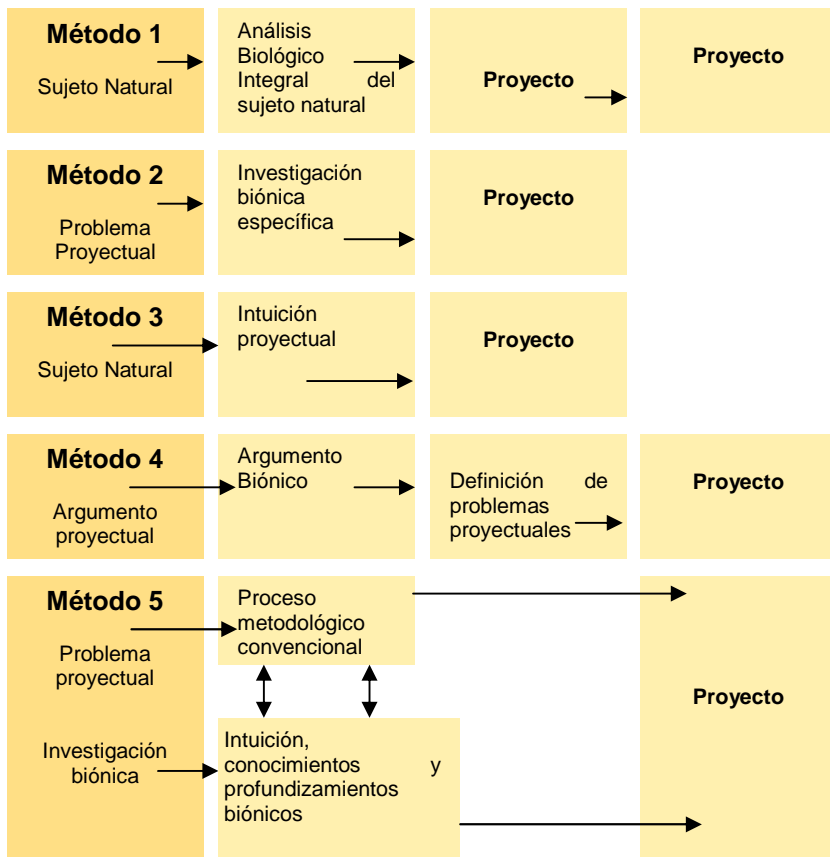 Método 1
Sujeto Natural
Análisis
Biológico
Integral del
sujeto natural
Proyecto
Proyecto
Método 2
Problema
Proyectual
Investigación
biónica
específica
Proyecto
Método 3
Sujeto Natural
Intuición
proyectual
Proyecto
Método 4
Argumento
proyectual
Argumento
Biónico
Definición de
problemas
proyectuales
Proyecto
Método 5
Problema
proyectual
Investigación
biónica
Proceso
metodológico
convencional
Intuición,
conocimientos y
profundizamientos
biónicos
Proyecto